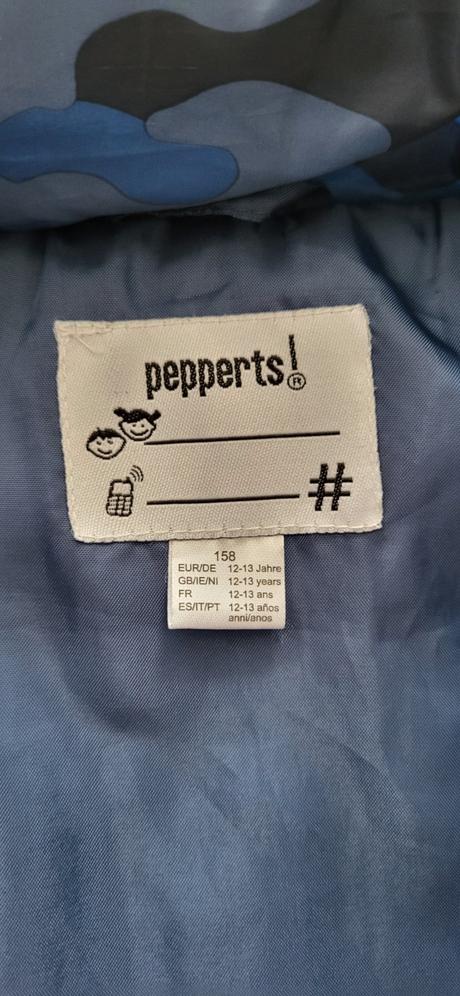 pepperts!®
#
158
EUR/DE 12-13 Jahre
GB/IE/NI 12-13 years
FR 12-13 ans
ES/IT/PT 12-13 años
anni/anos